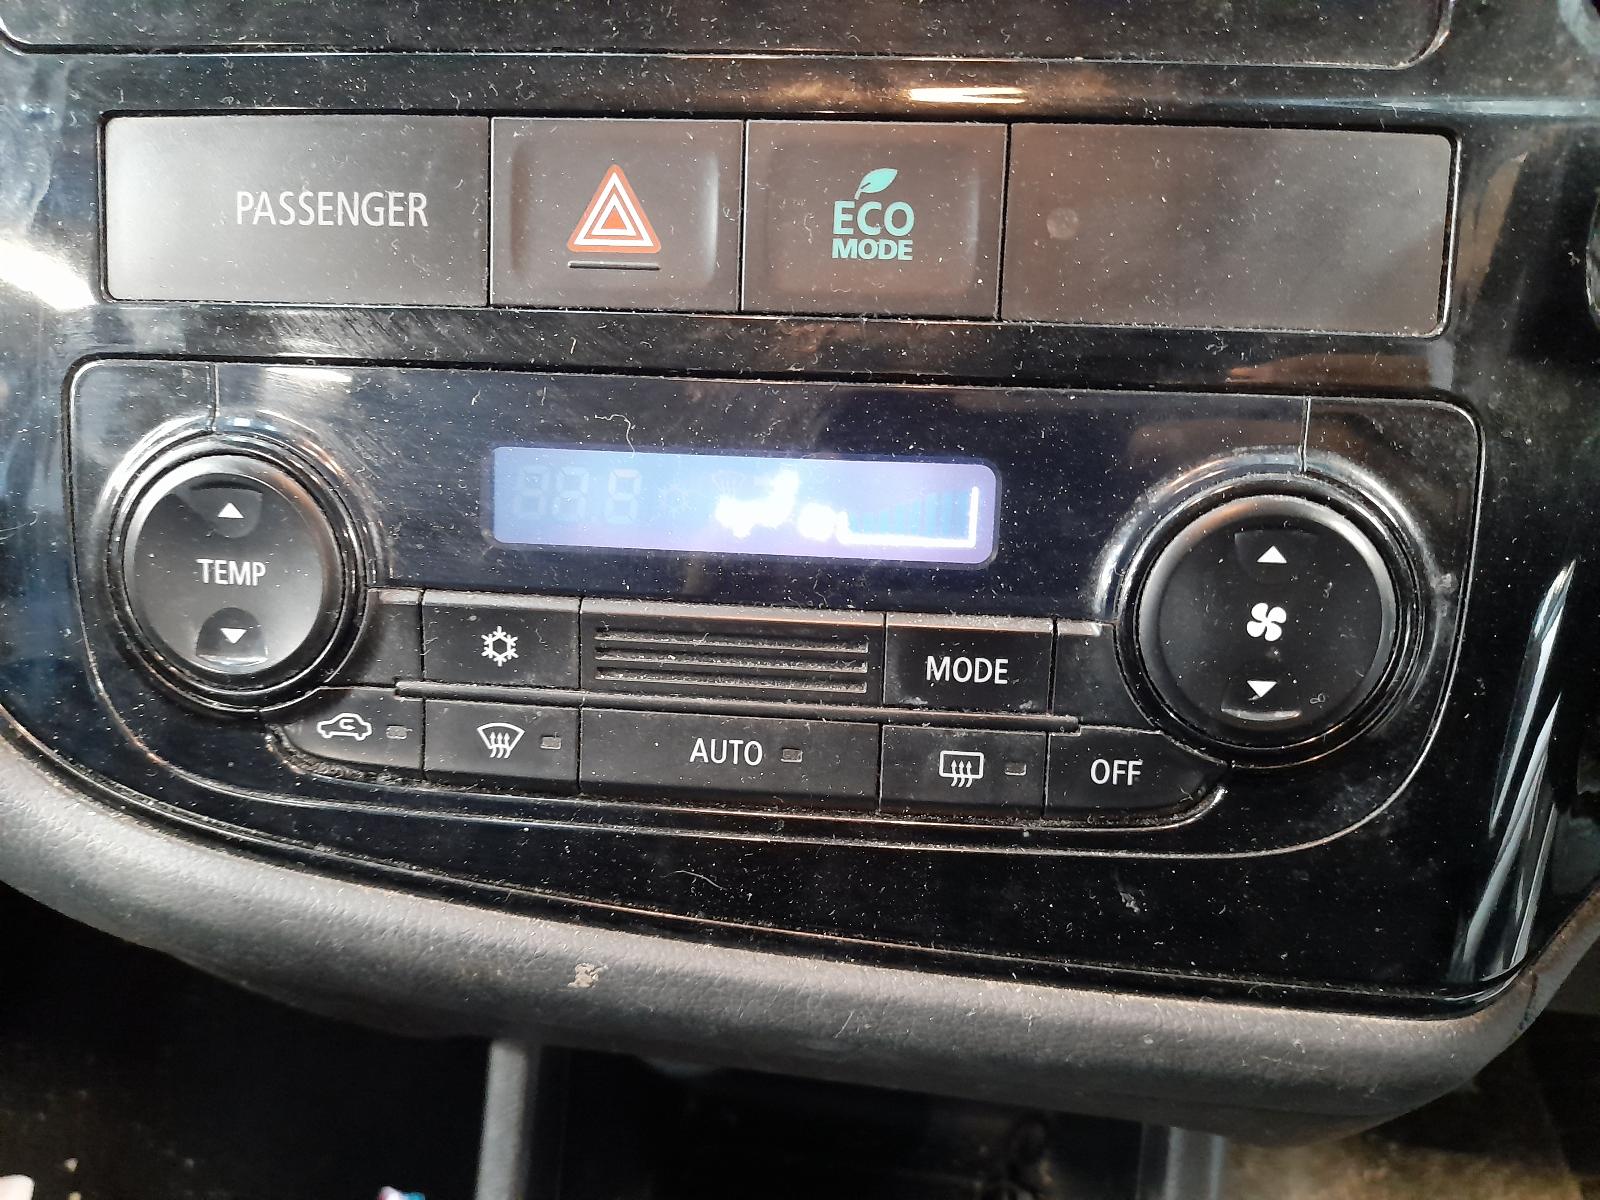 PASSENGER
ECO
MODE
TEMP
MODE
AUTO
OFF